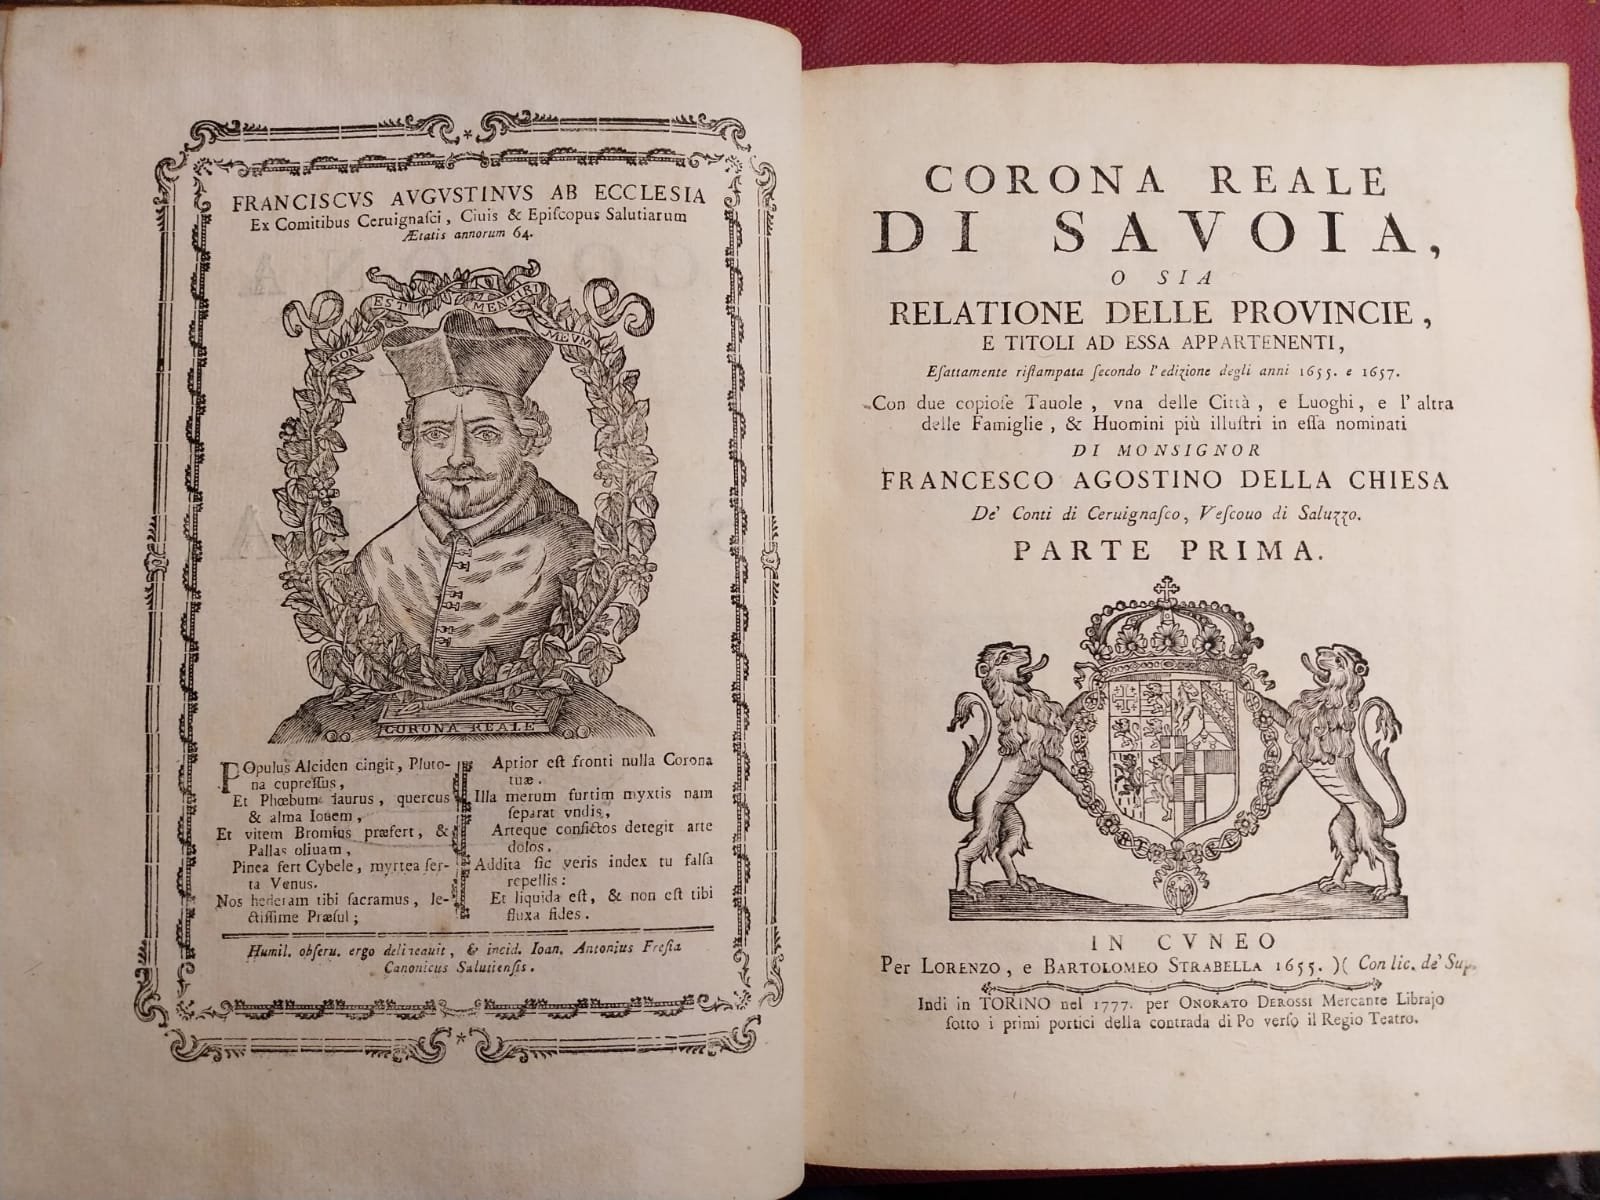 FRANCISCVS AVGVSTINVS AB ECCLESIA
Ex Comitibus Ceruignaſci, Ciuis & Epiſcopus Salutiarum
Ætatis annorum 64.
NON EST MENTIRI MEVM
CORONA REALE
POpulus Alciden cingit, Pluto-
na cupreſſus,
Et Phœbum laurus, quercus
& alma Iouem,
Et vitem Bromius præfert, &
Pallas oliuam,
Pinea fert Cybele, myrtea ſer-
ta Venus.
Nos hederam tibi ſacramus, le-
ctiſſime Præſul;
Aptior eſt fronti nulla Corona
tuæ.
Illa merum furtim myxtis nam
ſeparat vndis,
Arteque confictos detegit arte
dolos.
Addita ſic veris index tu falſa
repellis:
Et liquida eſt, & non eſt tibi
fluxa fides.
Humil. obſeru. ergo delineauit, & incid. Ioan. Antonius Freſia
Canonicus Salutienſis.
CORONA REALE
DI SAVOIA,
O SIA
RELATIONE DELLE PROVINCIE,
E TITOLI AD ESSA APPARTENENTI,
Eſattamente riſtampata ſecondo l'edizione degli anni 1655. e 1657.
Con due copioſe Tauole, vna delle Città, e Luoghi, e l'altra
delle Famiglie, & Huomini più illuſtri in eſſa nominati
DI MONSIGNOR
FRANCESCO AGOSTINO DELLA CHIESA
De' Conti di Ceruignaſco, Veſcouo di Saluzzo.
PARTE PRIMA.
IN CVNEO
Per LORENZO, e BARTOLOMEO STRABELLA 1655. )( Con lic. de' Sup.
Indi in TORINO nel 1777. per ONORATO DEROSSI Mercante Librajo
ſotto i primi portici della contrada di Po verſo il Regio Teatro.